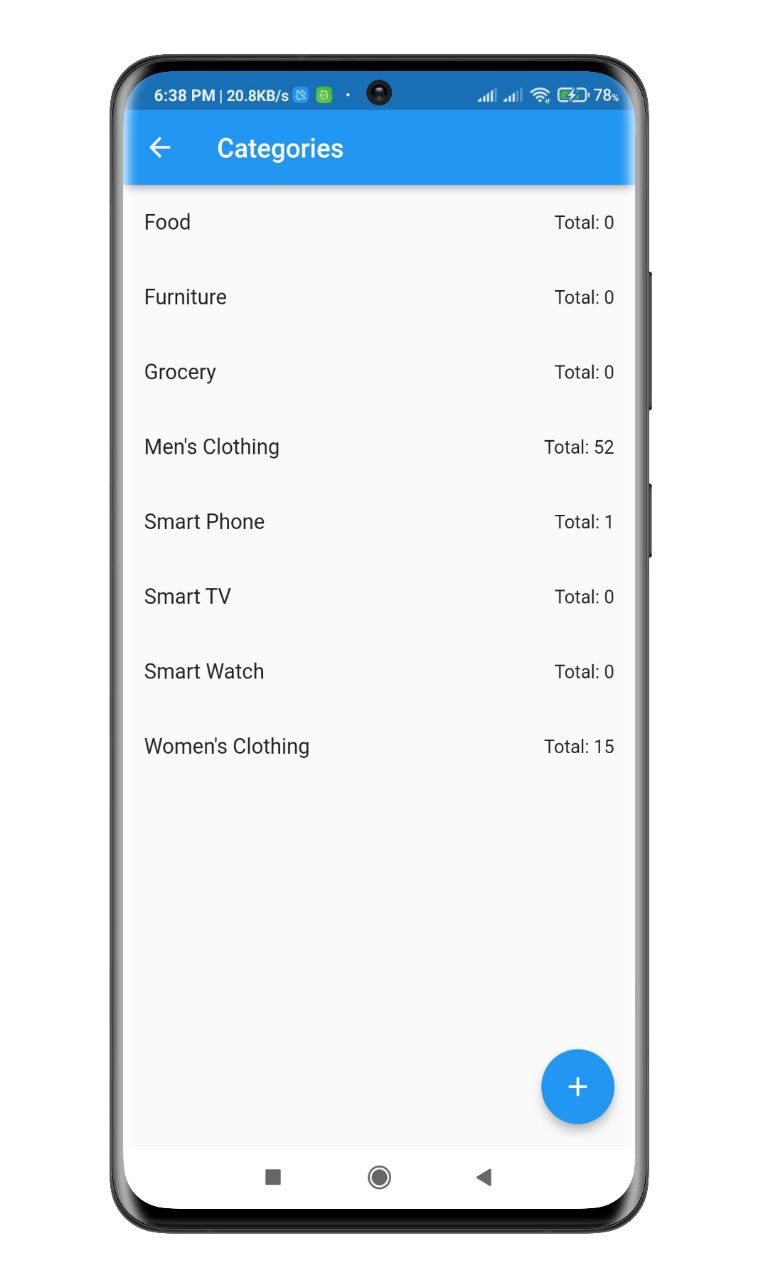 6:38 PM | 20.8KB/s 78%
Categories
Food Total: 0
Furniture Total: 0
Grocery Total: 0
Men's Clothing Total: 52
Smart Phone Total: 1
Smart TV Total: 0
Smart Watch Total: 0
Women's Clothing Total: 15